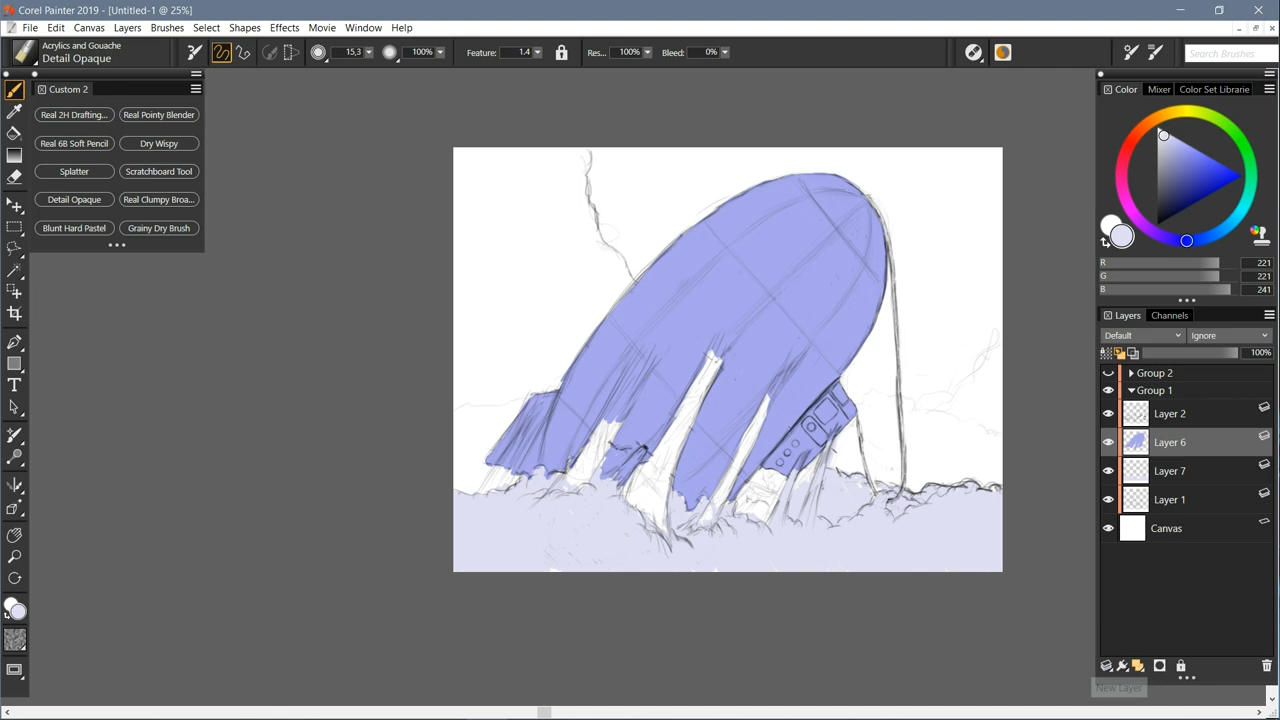 Corel Painter 2019 - [Untitled-1 @ 25%]
File Edit Canvas Layers Brushes Select Shapes Effects Movie Window Help
Acrylics and Gouache
Detail Opaque
15,3 100% Feature: 1.4 Res... 100% Bleed: 0% Search Brushes
Custom 2
Real 2H Drafting... Real Pointy Blender
Real 6B Soft Pencil Dry Wispy
Splatter Scratchboard Tool
Detail Opaque Real Clumpy Broa...
Blunt Hard Pastel Grainy Dry Brush
Color Mixer Color Set Librarie
R 221
G 221
B 241
Layers Channels
Default Ignore
100%
Group 2
Group 1
Layer 2
Layer 6
Layer 7
Layer 1
Canvas
New Layer